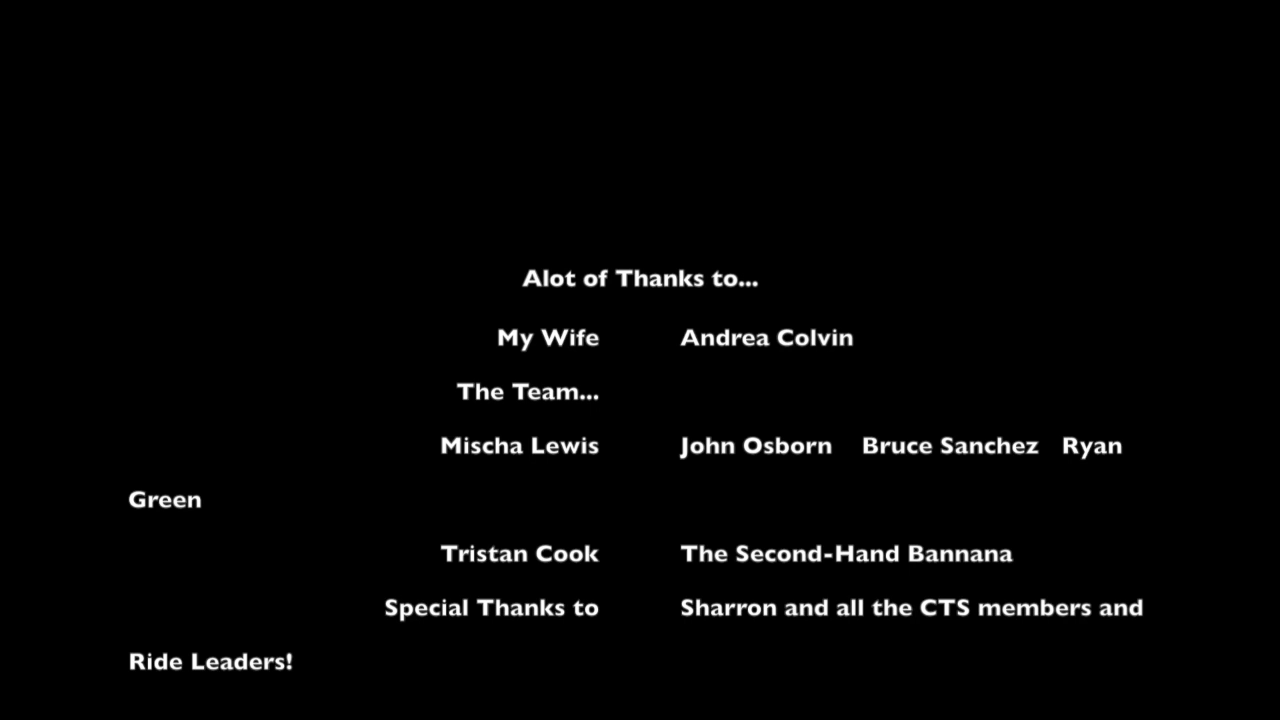 Alot of Thanks to...
My Wife Andrea Colvin
The Team...
Mischa Lewis John Osborn Bruce Sanchez Ryan
Green
Tristan Cook The Second-Hand Bannana
Special Thanks to Sharron and all the CTS members and
Ride Leaders!